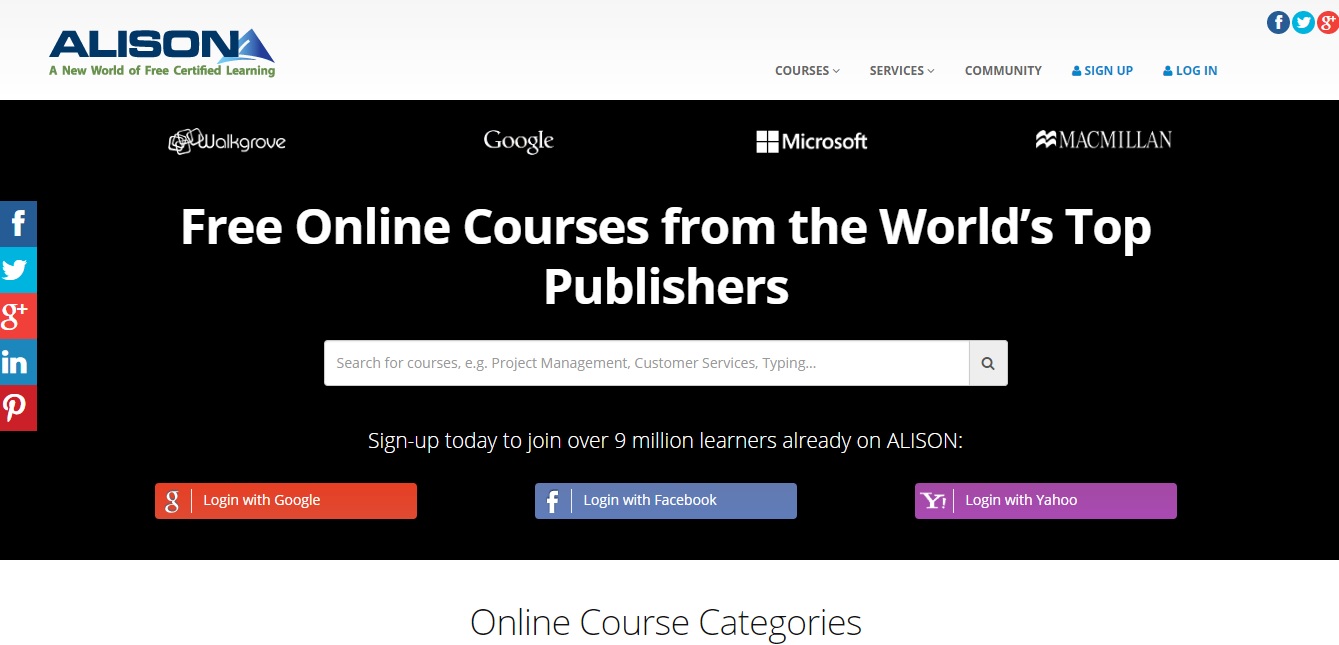 ALISON
A New World of Free Certified Learning
COURSES SERVICES COMMUNITY SIGN UP LOG IN
Walkgrove Google Microsoft MACMILLAN
Free Online Courses from the World's Top
Publishers
Search for courses, e.g. Project Management, Customer Services, Typing...
Sign-up today to join over 9 million learners already on ALISON:
Login with Google
Login with Facebook
Login with Yahoo
Online Course Categories